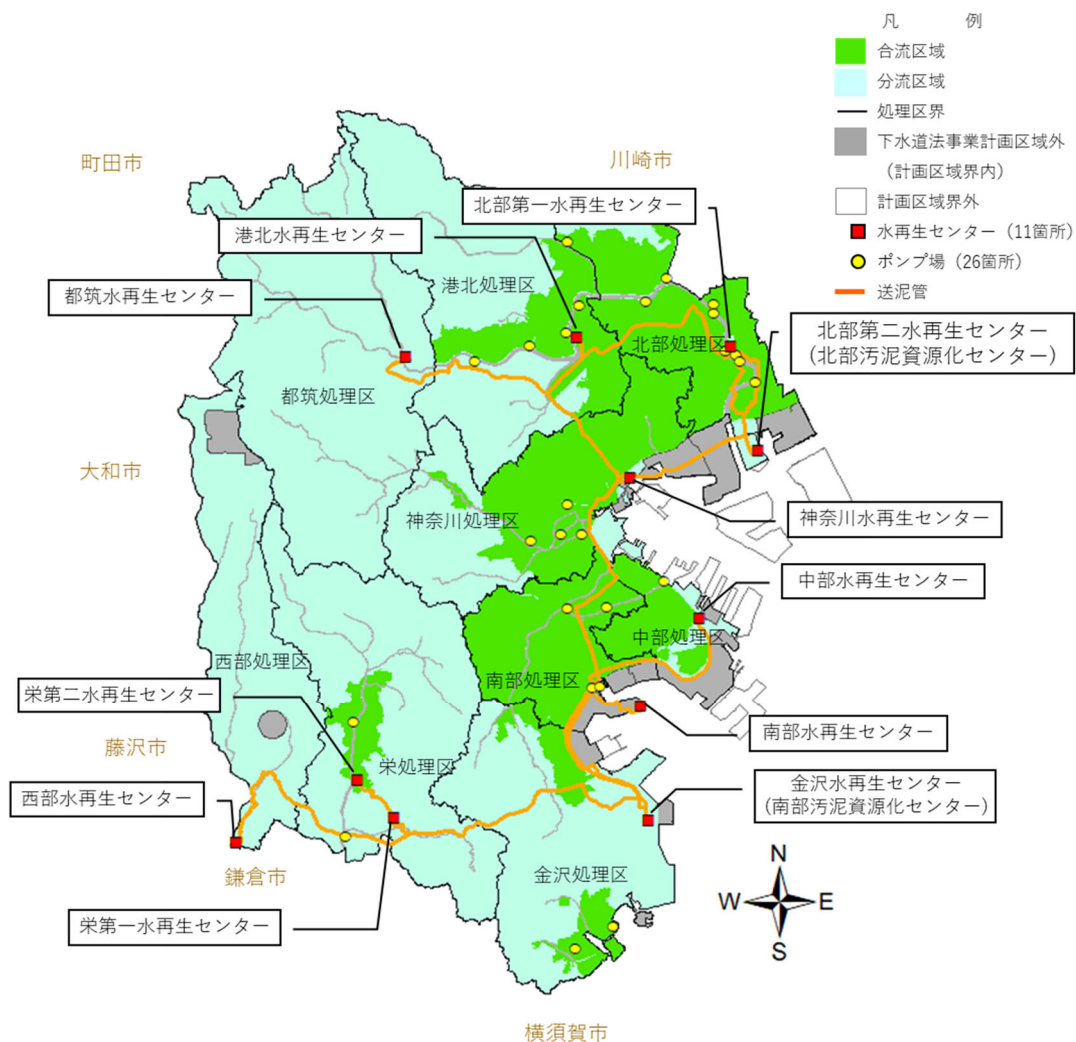 凡 例
合流区域
分流区域
処理区界
下水道法事業計画区域外
（計画区域界内）
計画区域界外
水再生センター（11箇所）
ポンプ場（26箇所）
送泥管
町田市
川崎市
北部第一水再生センター
港北水再生センター
都筑水再生センター
港北処理区
北部処理区
北部第二水再生センター
(北部汚泥資源化センター)
都筑処理区
大和市
神奈川処理区
神奈川水再生センター
中部水再生センター
中部処理区
西部処理区
南部処理区
栄第二水再生センター
南部水再生センター
藤沢市
栄処理区
西部水再生センター
金沢水再生センター
(南部汚泥資源化センター)
鎌倉市
金沢処理区
栄第一水再生センター
N
W
E
S
横須賀市